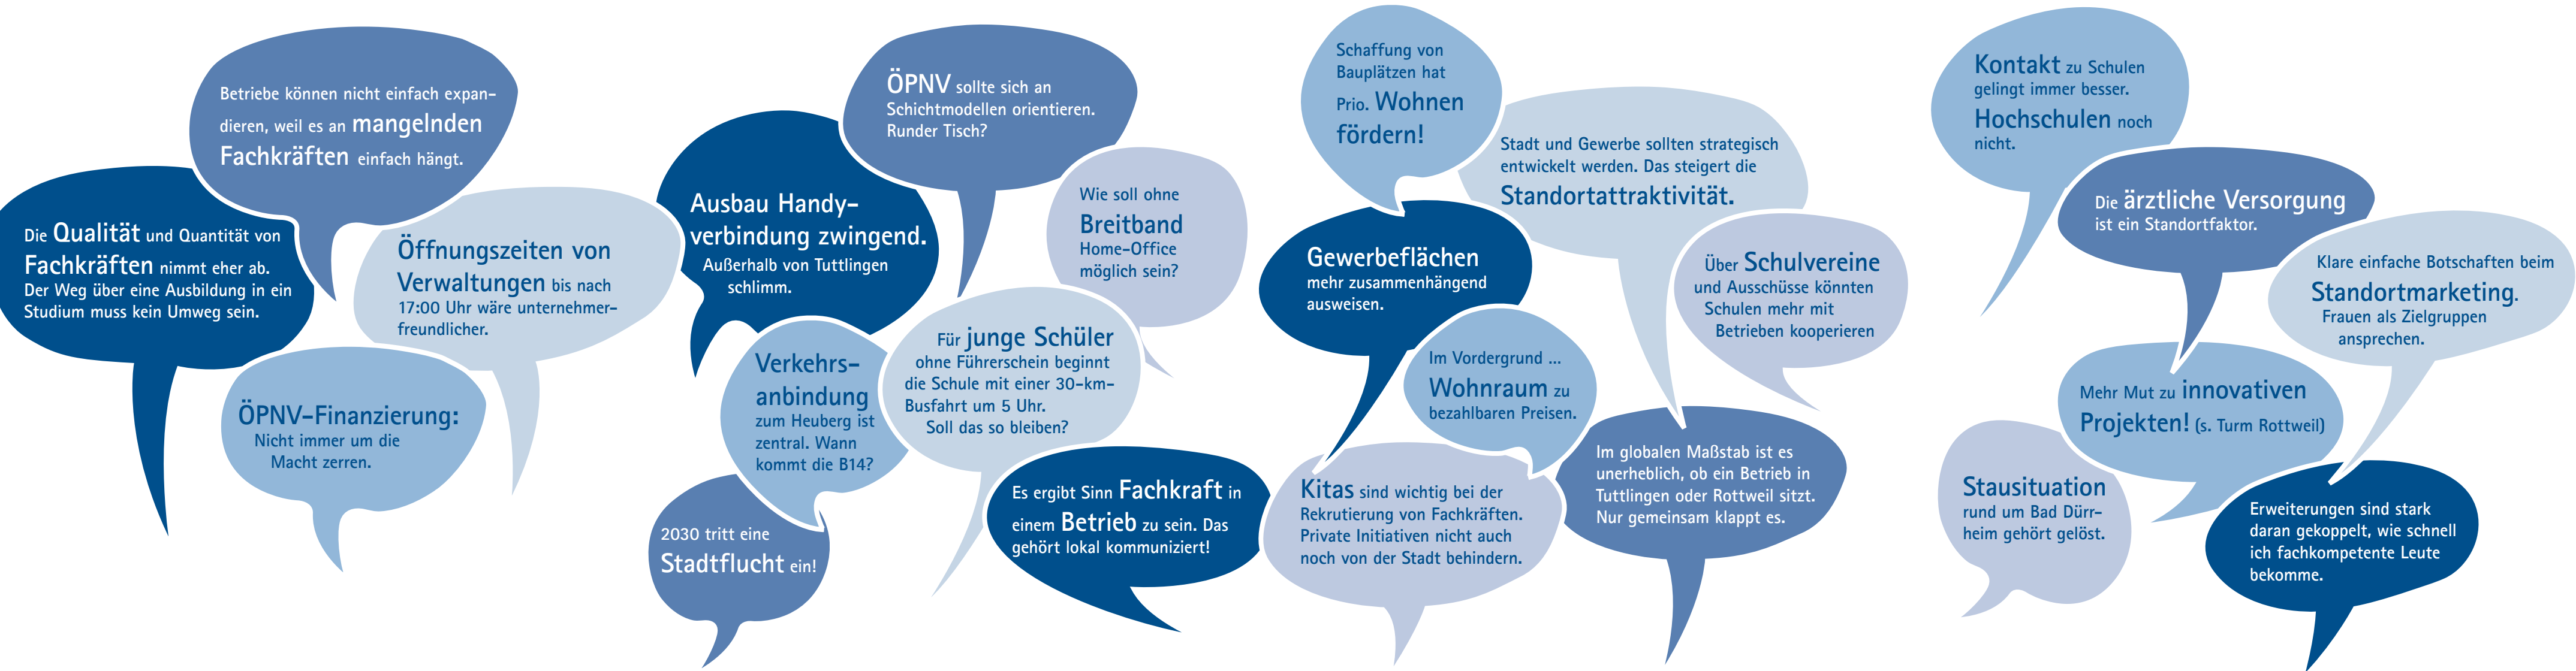 Betriebe können nicht einfach expan-
dieren, weil es an mangelnden
Fachkräften einfach hängt.
Die Qualität und Quantität von
Fachkräften nimmt eher ab.
Der Weg über eine Ausbildung in ein
Studium muss kein Umweg sein.
Öffnungszeiten von
Verwaltungen bis nach
17:00 Uhr wäre unternehmer-
freundlicher.
ÖPNV-Finanzierung:
Nicht immer um die
Macht zerren.
ÖPNV sollte sich an
Schichtmodellen orientieren.
Runder Tisch?
Ausbau Handy-
verbindung zwingend.
Außerhalb von Tuttlingen
schlimm.
Wie soll ohne
Breitband
Home-Office
möglich sein?
Verkehrs-
anbindung
zum Heuberg ist
zentral. Wann
kommt die B14?
Für junge Schüler
ohne Führerschein beginnt
die Schule mit einer 30-km-
Busfahrt um 5 Uhr.
Soll das so bleiben?
2030 tritt eine
Stadtflucht ein!
Es ergibt Sinn Fachkraft in
einem Betrieb zu sein. Das
gehört lokal kommuniziert!
Schaffung von
Bauplätzen hat
Prio. Wohnen
fördern!
Stadt und Gewerbe sollten strategisch
entwickelt werden. Das steigert die
Standortattraktivität.
Gewerbeflächen
mehr zusammenhängend
ausweisen.
Über Schulvereine
und Ausschüsse könnten
Schulen mehr mit
Betrieben kooperieren
Im Vordergrund ...
Wohnraum zu
bezahlbaren Preisen.
Kitas sind wichtig bei der
Rekrutierung von Fachkräften.
Private Initiativen nicht auch
noch von der Stadt behindern.
Im globalen Maßstab ist es
unerheblich, ob ein Betrieb in
Tuttlingen oder Rottweil sitzt.
Nur gemeinsam klappt es.
Kontakt zu Schulen
gelingt immer besser.
Hochschulen noch
nicht.
Die ärztliche Versorgung
ist ein Standortfaktor.
Klare einfache Botschaften beim
Standortmarketing.
Frauen als Zielgruppen
ansprechen.
Mehr Mut zu innovativen
Projekten! (s. Turm Rottweil)
Stausituation
rund um Bad Dürr-
heim gehört gelöst.
Erweiterungen sind stark
daran gekoppelt, wie schnell
ich fachkompetente Leute
bekomme.